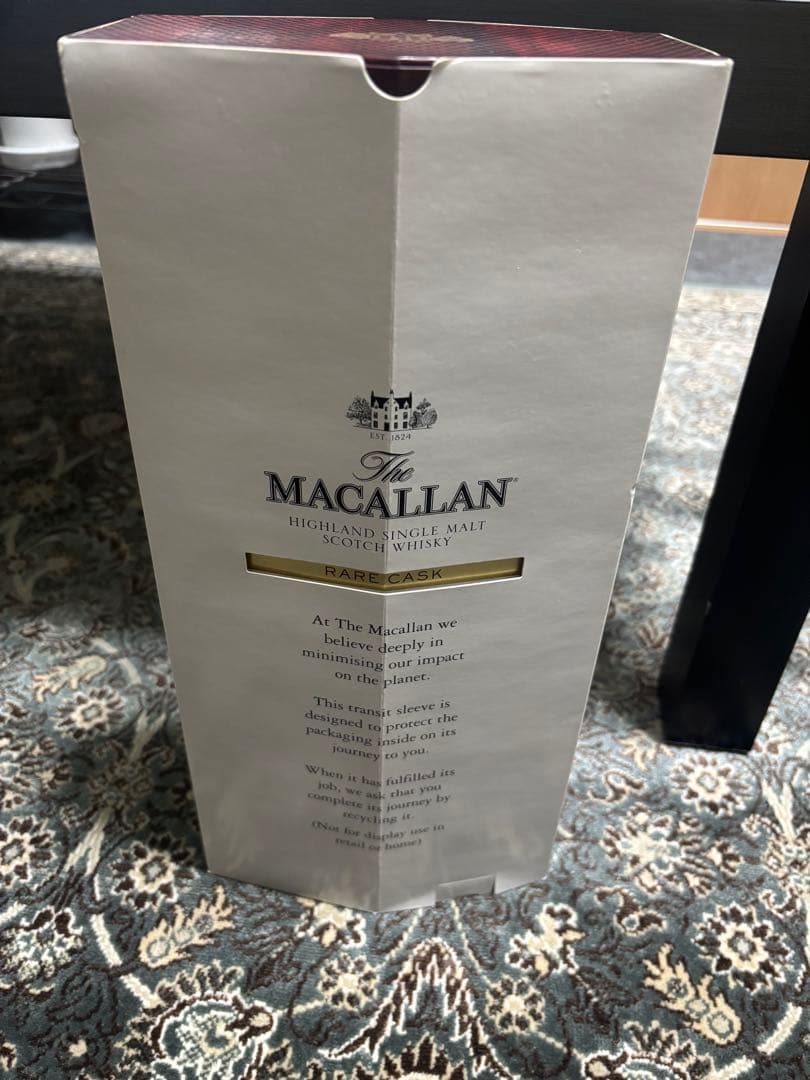 EST. 1824
The
MACALLAN
HIGHLAND SINGLE MALT
SCOTCH WHISKY
RARE CASK
At The Macallan we
believe deeply in
minimising our impact
on the planet.
This transit sleeve is
designed to protect the
packaging inside on its
journey to you.
When it has fulfilled its
job, we ask that you
complete its journey by
recycling it.
(Not for display use in
retail or home)